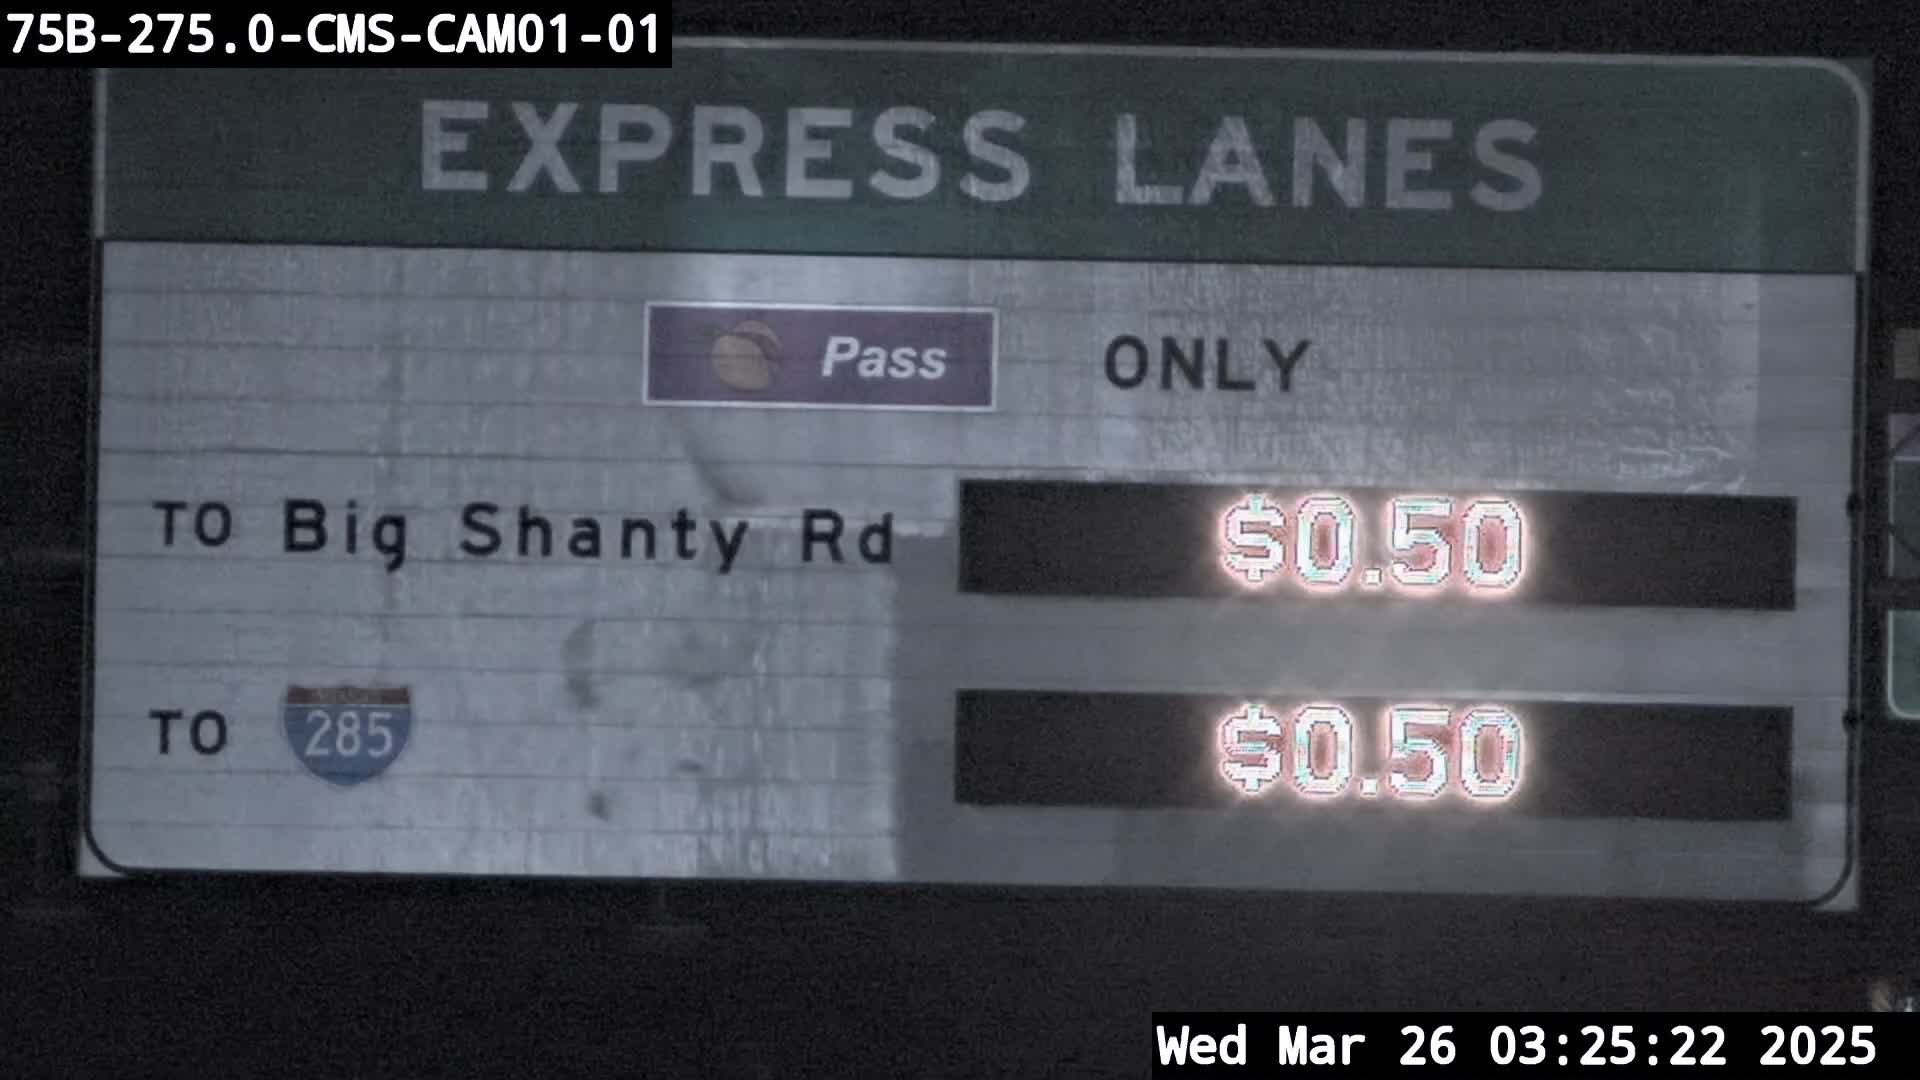 75B-275.0-CMS-CAM01-01
EXPRESS LANES
Pass ONLY
TO Big Shanty Rd $0.50
TO 285 $0.50
Wed Mar 26 03:25:22 2025